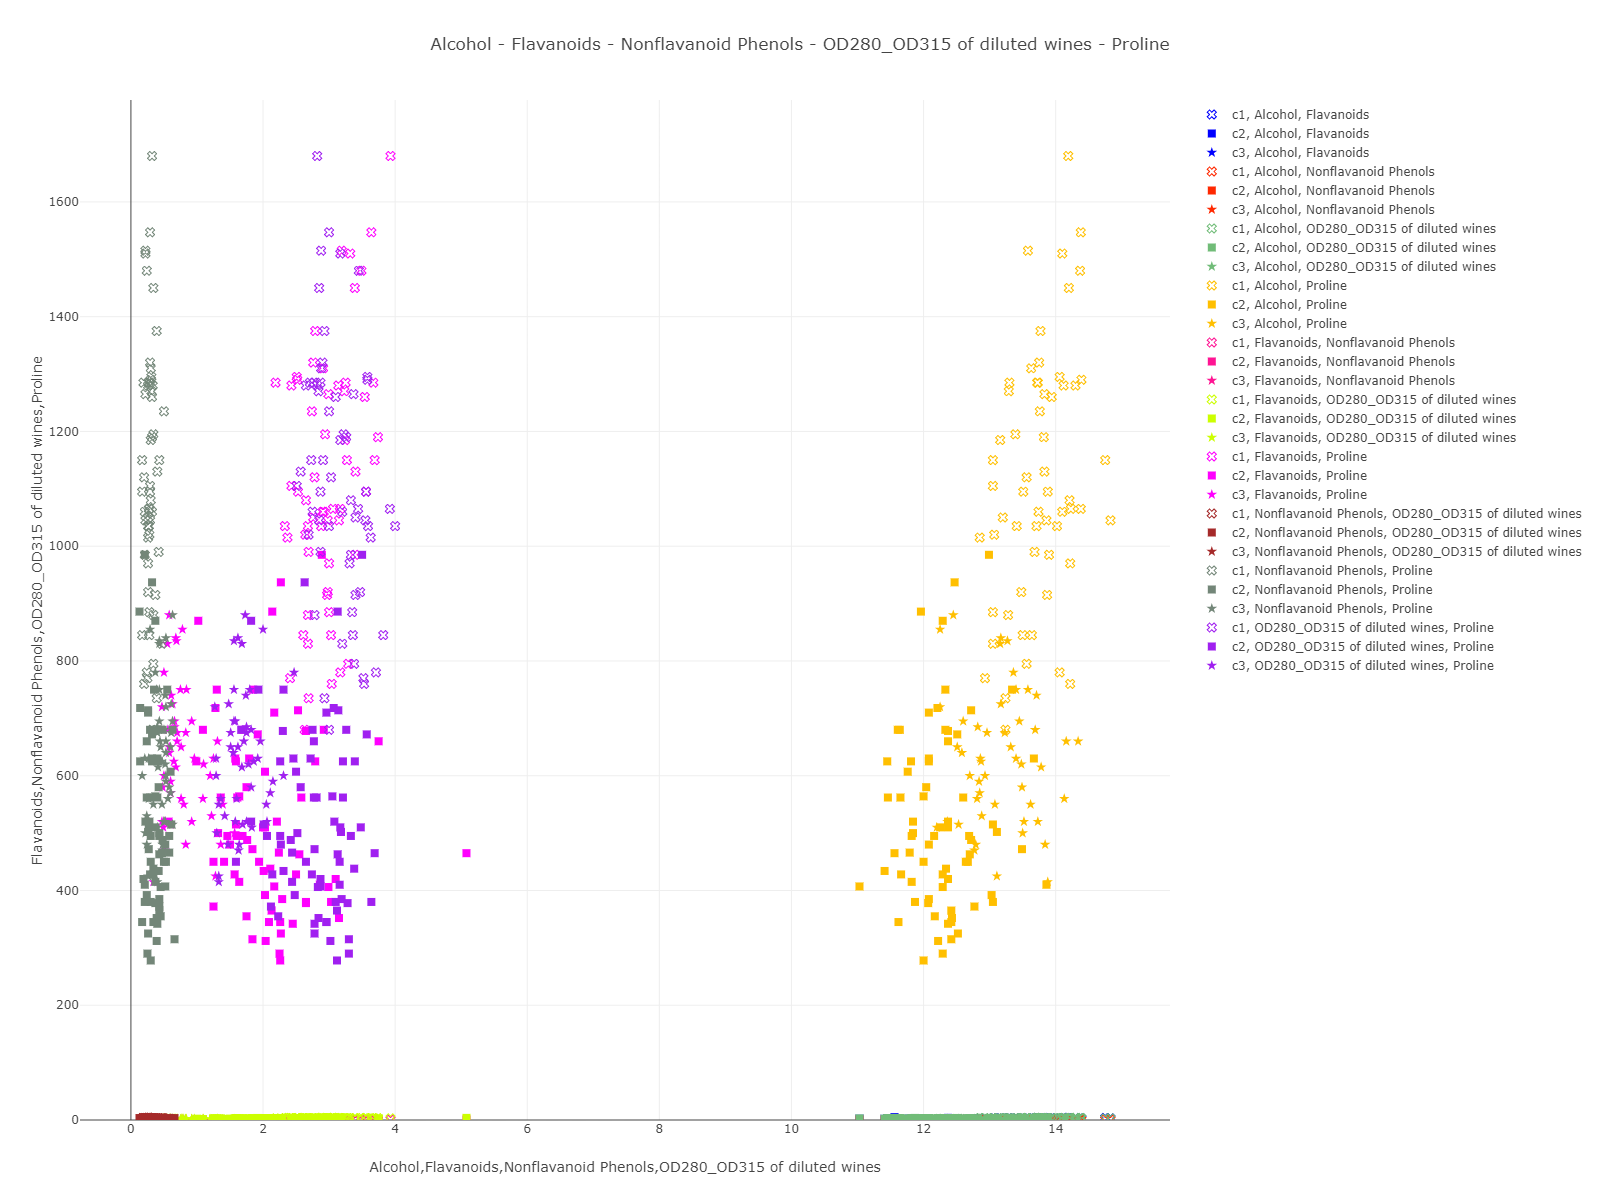 Alcohol - Flavanoids - Nonflavanoid Phenols - OD280_OD315 of diluted wines - Proline
Flavanoids,Nonflavanoid Phenols,OD280_OD315 of diluted wines,Proline
1600
1400
1200
1000
800
600
400
200
0
0 2 4 6 8 10 12 14
Alcohol,Flavanoids,Nonflavanoid Phenols,OD280_OD315 of diluted wines
c1, Alcohol, Flavanoids
c2, Alcohol, Flavanoids
c3, Alcohol, Flavanoids
c1, Alcohol, Nonflavanoid Phenols
c2, Alcohol, Nonflavanoid Phenols
c3, Alcohol, Nonflavanoid Phenols
c1, Alcohol, OD280_OD315 of diluted wines
c2, Alcohol, OD280_OD315 of diluted wines
c3, Alcohol, OD280_OD315 of diluted wines
c1, Alcohol, Proline
c2, Alcohol, Proline
c3, Alcohol, Proline
c1, Flavanoids, Nonflavanoid Phenols
c2, Flavanoids, Nonflavanoid Phenols
c3, Flavanoids, Nonflavanoid Phenols
c1, Flavanoids, OD280_OD315 of diluted wines
c2, Flavanoids, OD280_OD315 of diluted wines
c3, Flavanoids, OD280_OD315 of diluted wines
c1, Flavanoids, Proline
c2, Flavanoids, Proline
c3, Flavanoids, Proline
c1, Nonflavanoid Phenols, OD280_OD315 of diluted wines
c2, Nonflavanoid Phenols, OD280_OD315 of diluted wines
c3, Nonflavanoid Phenols, OD280_OD315 of diluted wines
c1, Nonflavanoid Phenols, Proline
c2, Nonflavanoid Phenols, Proline
c3, Nonflavanoid Phenols, Proline
c1, OD280_OD315 of diluted wines, Proline
c2, OD280_OD315 of diluted wines, Proline
c3, OD280_OD315 of diluted wines, Proline